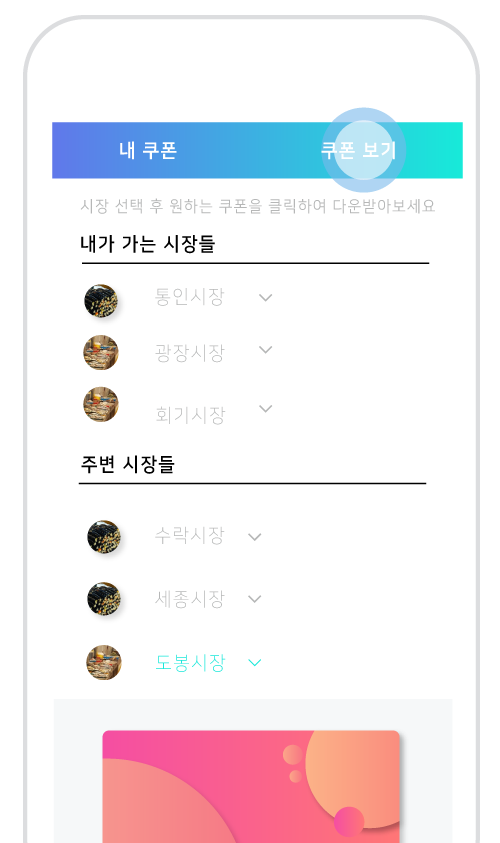 내 쿠폰 쿠폰 보기
시장 선택 후 원하는 쿠폰을 클릭하여 다운받아보세요
내가 가는 시장들
통인시장
광장시장
회기시장
주변 시장들
수락시장
세종시장
도봉시장